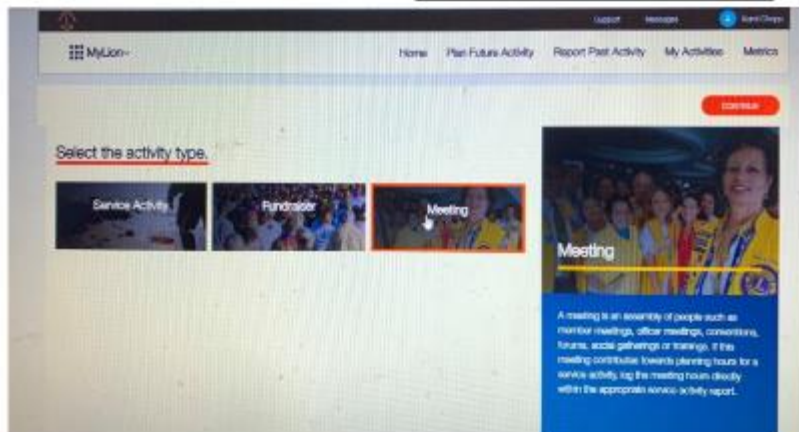 Support Messages
MyLion
Home Plan Future Activity Report Past Activity My Activities Metrics
CONTINUE
Select the activity type.
Service Activity Fundraiser Meeting
Meeting
A meeting is an assembly of people such as
member meetings, officer meetings, conventions,
forums, social gatherings or trainings. If this
meeting contributes towards planning hours for a
service activity, log the meeting hours directly
within the appropriate service activity report.